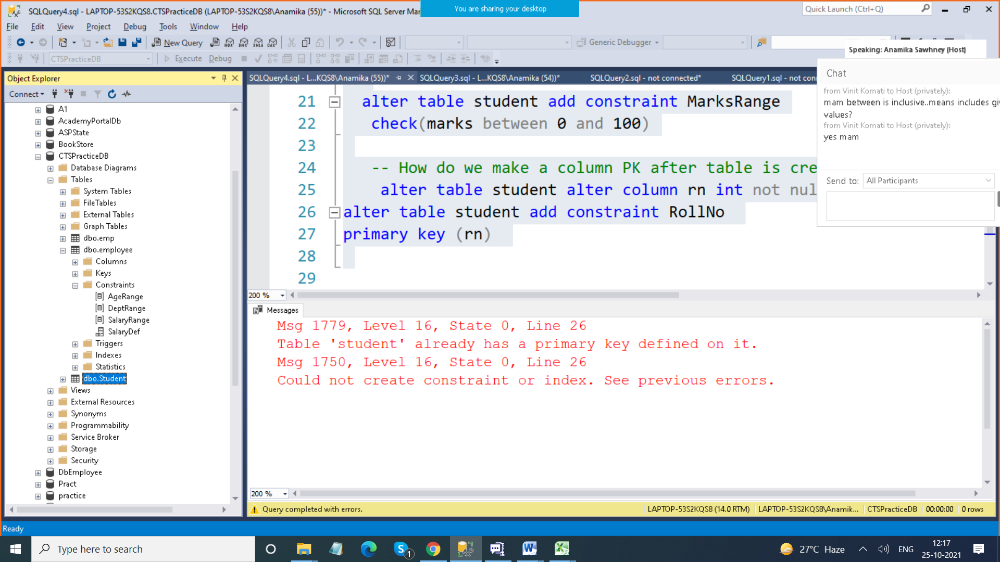 SQLQuery4.sql - LAPTOP-53S2KQS8.CTSPracticeDB (LAPTOP-53S2KQS8\Anamika (55))* - Microsoft SQL Server Mar
You are sharing your desktop
Quick Launch (Ctrl+Q)
File Edit View Project Debug Tools Window Help
New Query
MDX DMX XMLA DAX
Generic Debugger
CTSPracticeDB
Execute Debug
Speaking: Anamika Sawhney (Host)
Object Explorer
Connect
A1
AcademyPortalDb
ASPState
BookStore
CTSPracticeDB
Database Diagrams
Tables
System Tables
FileTables
External Tables
Graph Tables
dbo.emp
dbo.employee
Columns
Keys
Constraints
AgeRange
DeptRange
SalaryRange
SalaryDef
Triggers
Indexes
Statistics
dbo.Student
Views
External Resources
Synonyms
Programmability
Service Broker
Storage
Security
DbEmployee
Pract
practice
SQLQuery4.sql - L...KQS8\Anamika (55))* SQLQuery3.sql - L...KQS8\Anamika (54))* SQLQuery2.sql - not connected* SQLQuery1.sql - not con
21 alter table student add constraint MarksRange
22 check(marks between 0 and 100)
23
24 -- How do we make a column PK after table is cre
25 alter table student alter column rn int not nul
26 alter table student add constraint RollNo
27 primary key (rn)
28
29
200 %
Chat
from Vinit Komati to Host (privately):
mam between is inclusive..means includes gi
values?
from Vinit Komati to Host (privately):
yes mam
Send to: All Participants
Messages
Msg 1779, Level 16, State 0, Line 26
Table 'student' already has a primary key defined on it.
Msg 1750, Level 16, State 0, Line 26
Could not create constraint or index. See previous errors.
200 %
Query completed with errors.
LAPTOP-53S2KQS8 (14.0 RTM) LAPTOP-53S2KQS8\Anamik... CTSPracticeDB 00:00:00 0 rows
Ready
Type here to search
1
27°C Haze
ENG
12:17
25-10-2021